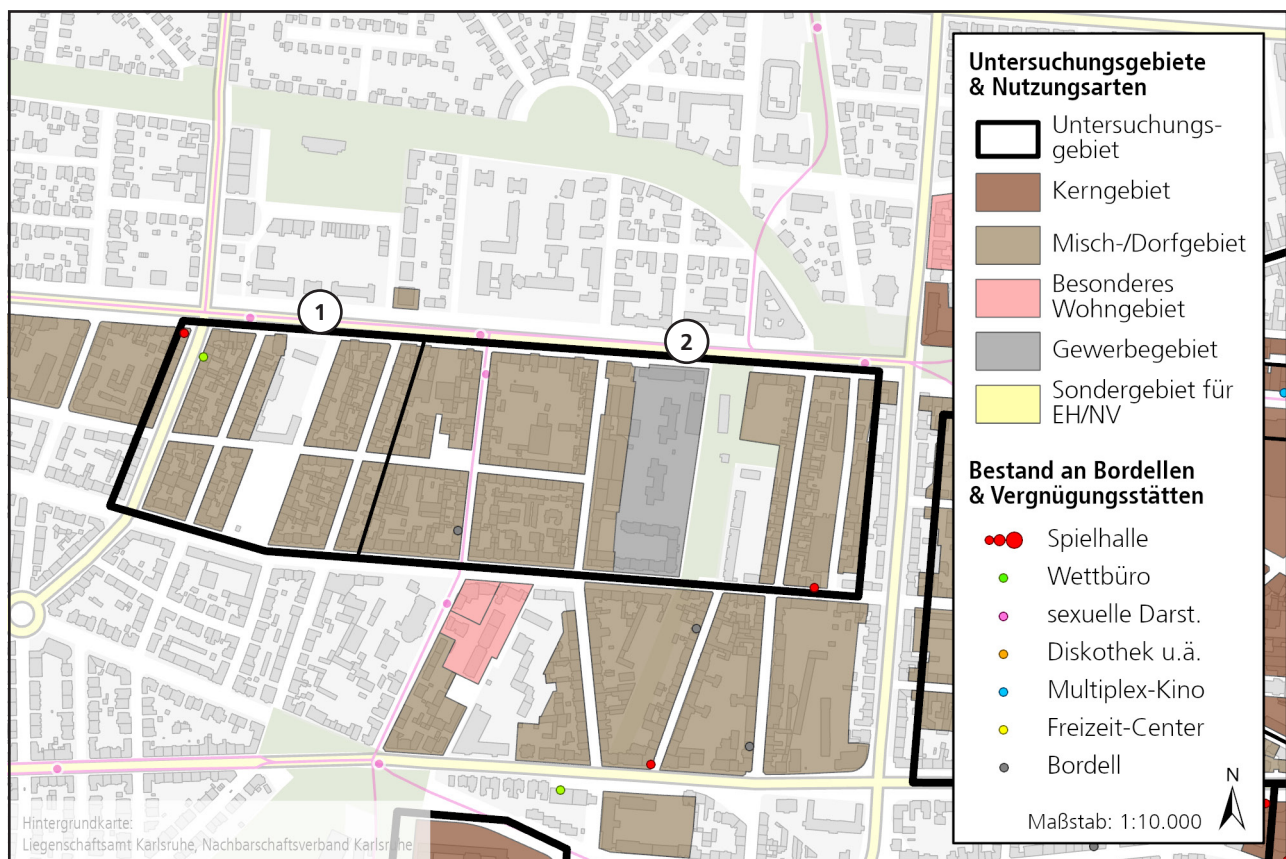 1
2
Untersuchungsgebiete
& Nutzungsarten
Untersuchungs-
gebiet
Kerngebiet
Misch-/Dorfgebiet
Besonderes
Wohngebiet
Gewerbegebiet
Sondergebiet für
EH/NV
Bestand an Bordellen
& Vergnügungsstätten
Spielhalle
Wettbüro
sexuelle Darst.
Diskothek u.ä.
Multiplex-Kino
Freizeit-Center
Bordell
N
Maßstab: 1:10.000
Hintergrundkarte:
Liegenschaftsamt Karlsruhe, Nachbarschaftsverband Karlsruhe